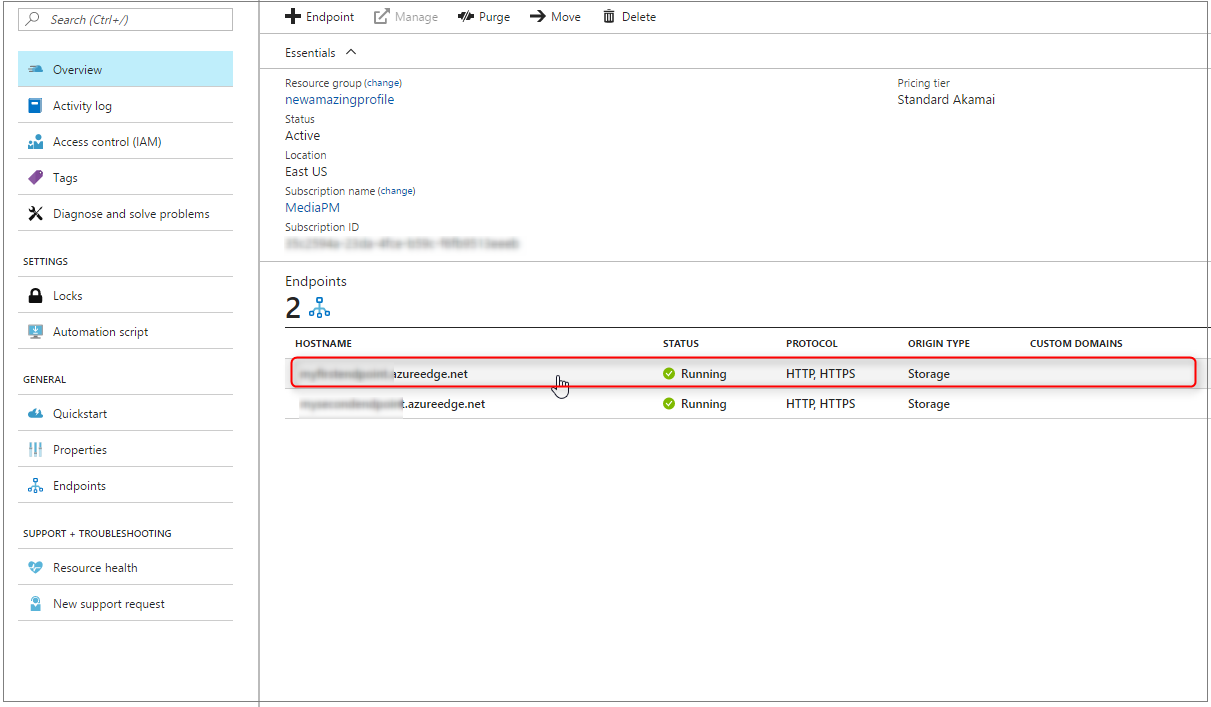 Search (Ctrl+/)
Overview
Activity log
Access control (IAM)
Tags
Diagnose and solve problems
SETTINGS
Locks
Automation script
GENERAL
Quickstart
Properties
Endpoints
SUPPORT + TROUBLESHOOTING
Resource health
New support request
Endpoint Manage Purge Move Delete
Essentials
Resource group (change) Pricing tier
newamazingprofile Standard Akamai
Status
Active
Location
East US
Subscription name (change)
MediaPM
Subscription ID
Endpoints
2
HOSTNAME STATUS PROTOCOL ORIGIN TYPE CUSTOM DOMAINS
azureedge.net Running HTTP, HTTPS Storage
t.azureedge.net Running HTTP, HTTPS Storage